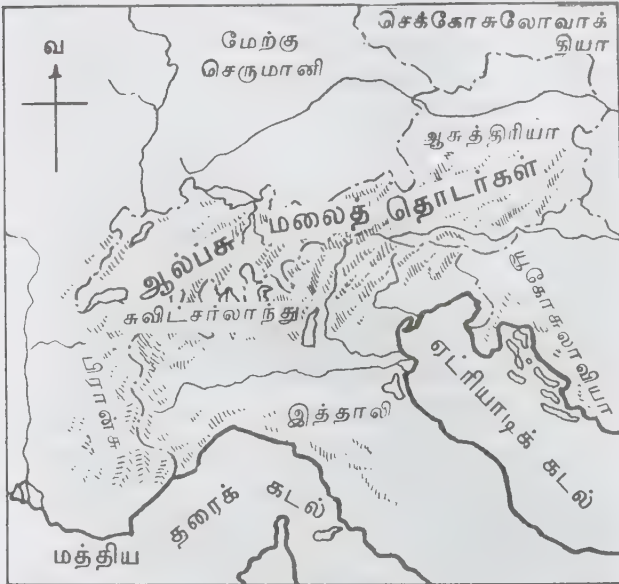 வ
மேற்கு
செருமானி
செக்கோசுலோவாக்
தியா
ஆசுத்திரியா
ஆல்பசு மலைத் தொடர்கள்
சுவிட்சர்லாந்து
யூகோசுலாவியா
பிரான்சு
ஏட்ரியாடிக் கடல்
இத்தாலி
மத்திய தரைக் கடல்